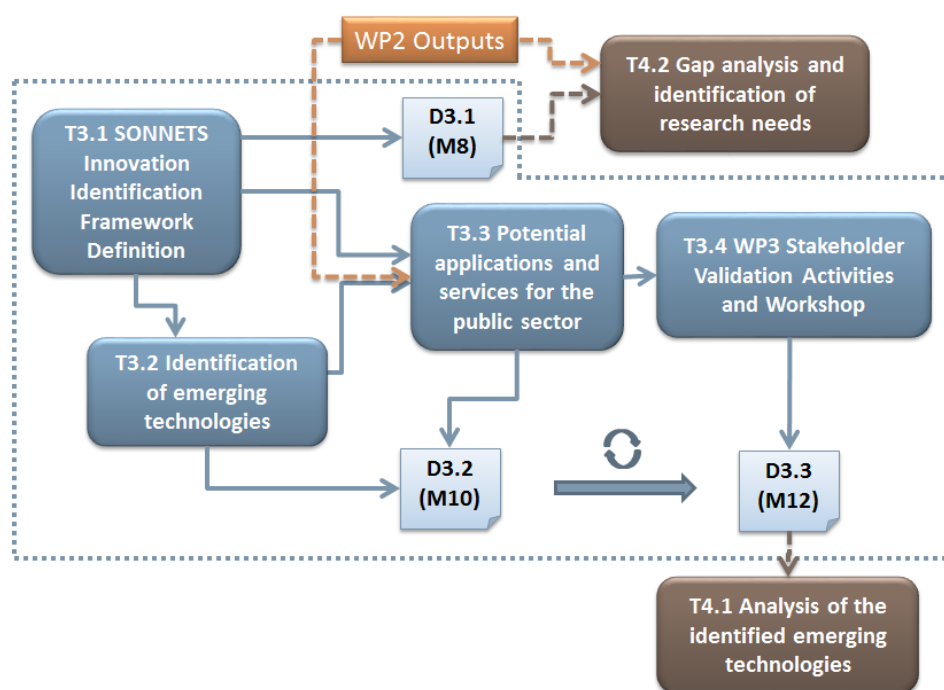 WP2 Outputs
T4.2 Gap analysis and
identification of
research needs
D3.1
(M8)
T3.1 SONNETS
Innovation
Identification
Framework
Definition
T3.3 Potential
applications and
services for the
public sector
T3.4 WP3 Stakeholder
Validation Activities
and Workshop
T3.2 Identification
of emerging
technologies
D3.2
(M10)
D3.3
(M12)
T4.1 Analysis of the
identified emerging
technologies